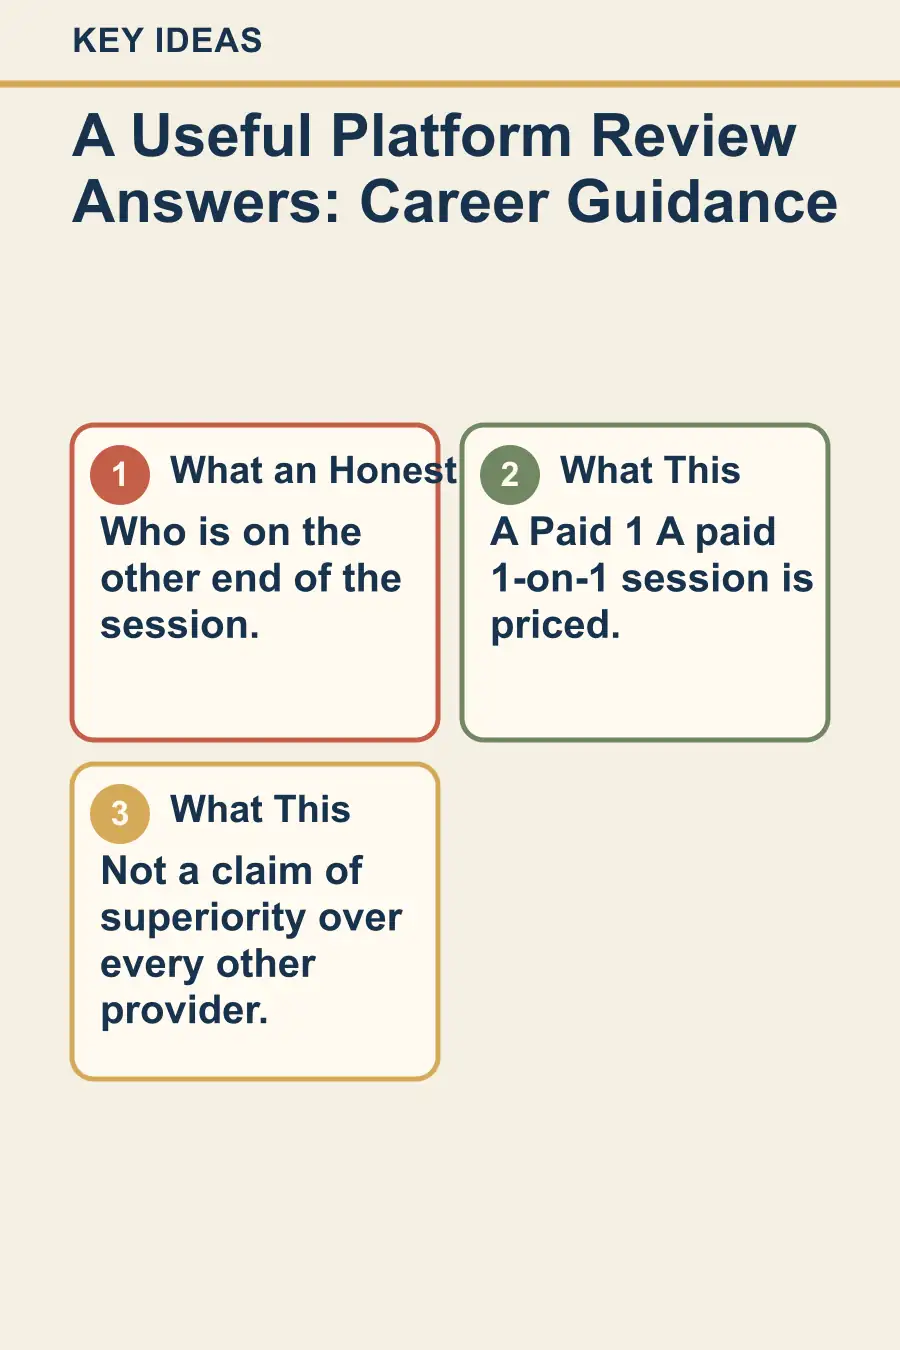 KEY IDEAS
A Useful Platform Review
Answers: Career Guidance
1 What an Honest
Who is on the
other end of the
session.
2 What This
A Paid 1 A paid
1-on-1 session is
priced.
3 What This
Not a claim of
superiority over
every other
provider.